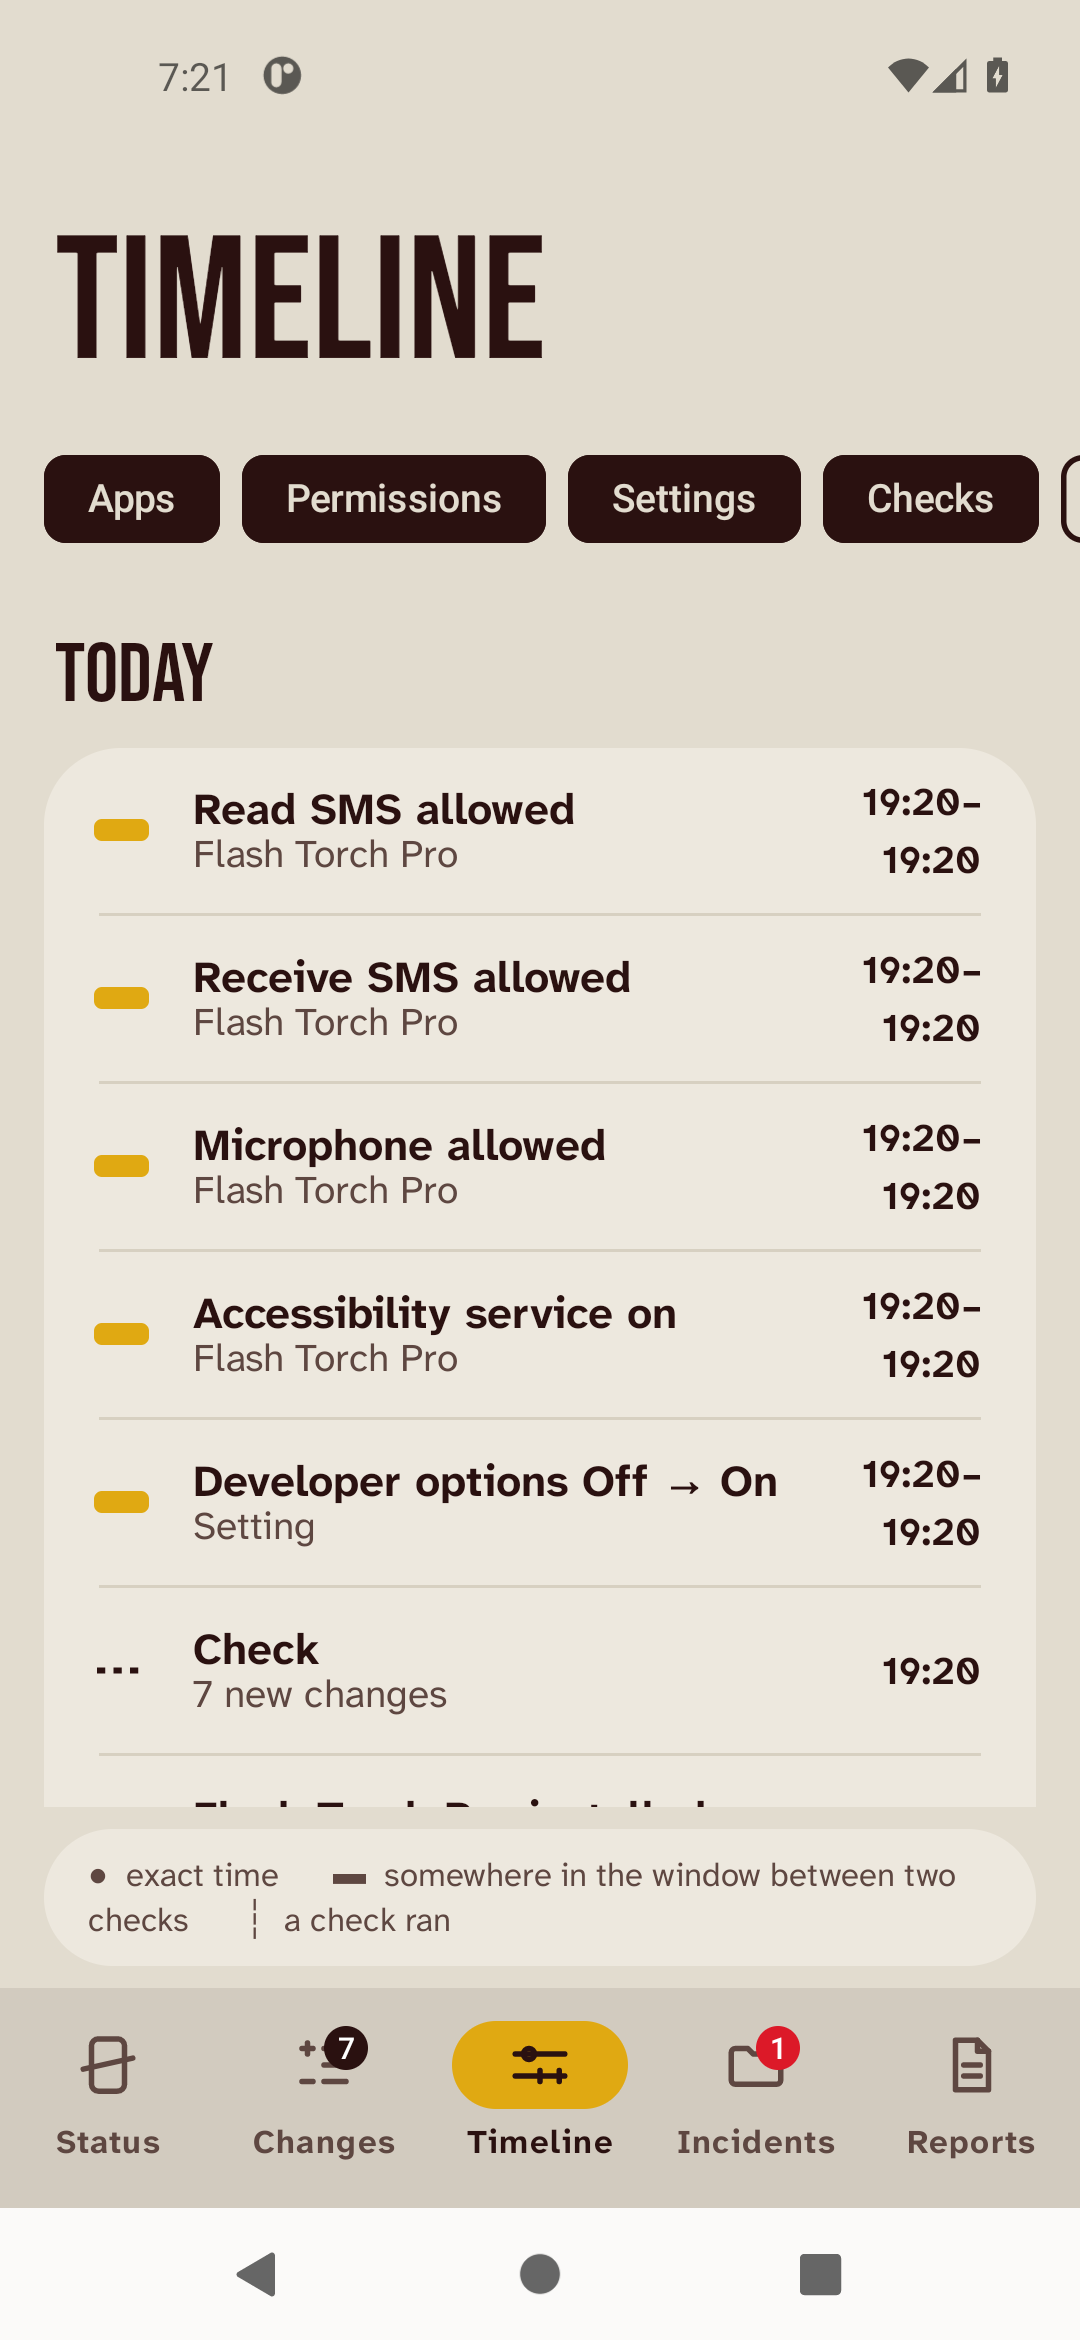 7:21
TIMELINE
Apps Permissions Settings Checks
TODAY
Read SMS allowed 19:20–
Flash Torch Pro 19:20
Receive SMS allowed 19:20–
Flash Torch Pro 19:20
Microphone allowed 19:20–
Flash Torch Pro 19:20
Accessibility service on 19:20–
Flash Torch Pro 19:20
Developer options Off → On 19:20–
Setting 19:20
Check 19:20
7 new changes
Flash Torch Pro installed
exact time somewhere in the window between two
checks a check ran
7 1
Status Changes Timeline Incidents Reports